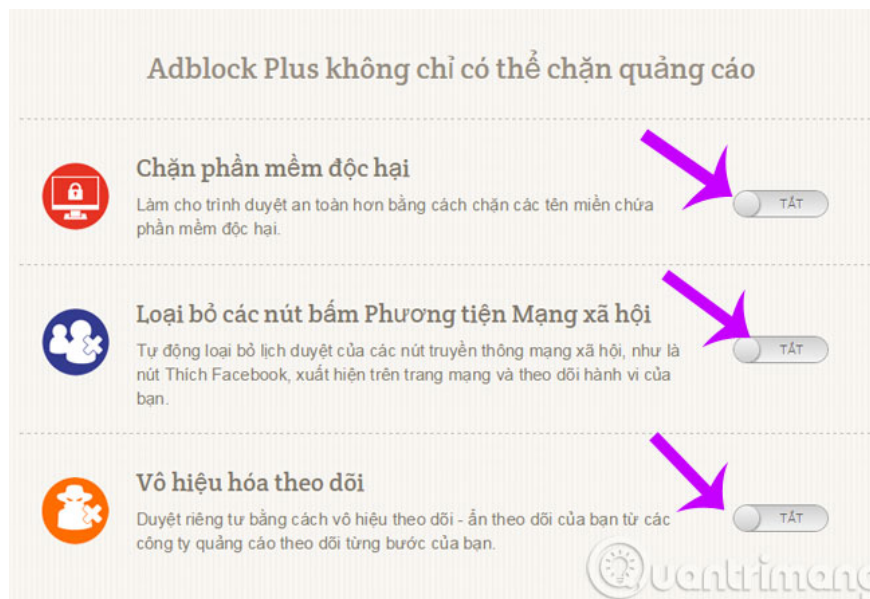 Adblock Plus không chỉ có thể chặn quảng cáo
Chặn phần mềm độc hại
Làm cho trình duyệt an toàn hơn bằng cách chặn các tên miền chứa
phần mềm độc hại.
TẮT
Loại bỏ các nút bấm Phương tiện Mạng xã hội
Tự động loại bỏ lịch duyệt của các nút truyền thông mạng xã hội, như là
nút Thích Facebook, xuất hiện trên trang mạng và theo dõi hành vi của
bạn.
TẮT
Vô hiệu hóa theo dõi
Duyệt riêng tư bằng cách vô hiệu theo dõi - ẩn theo dõi của bạn từ các
công ty quảng cáo theo dõi từng bước của bạn.
TẮT
Quantrimang